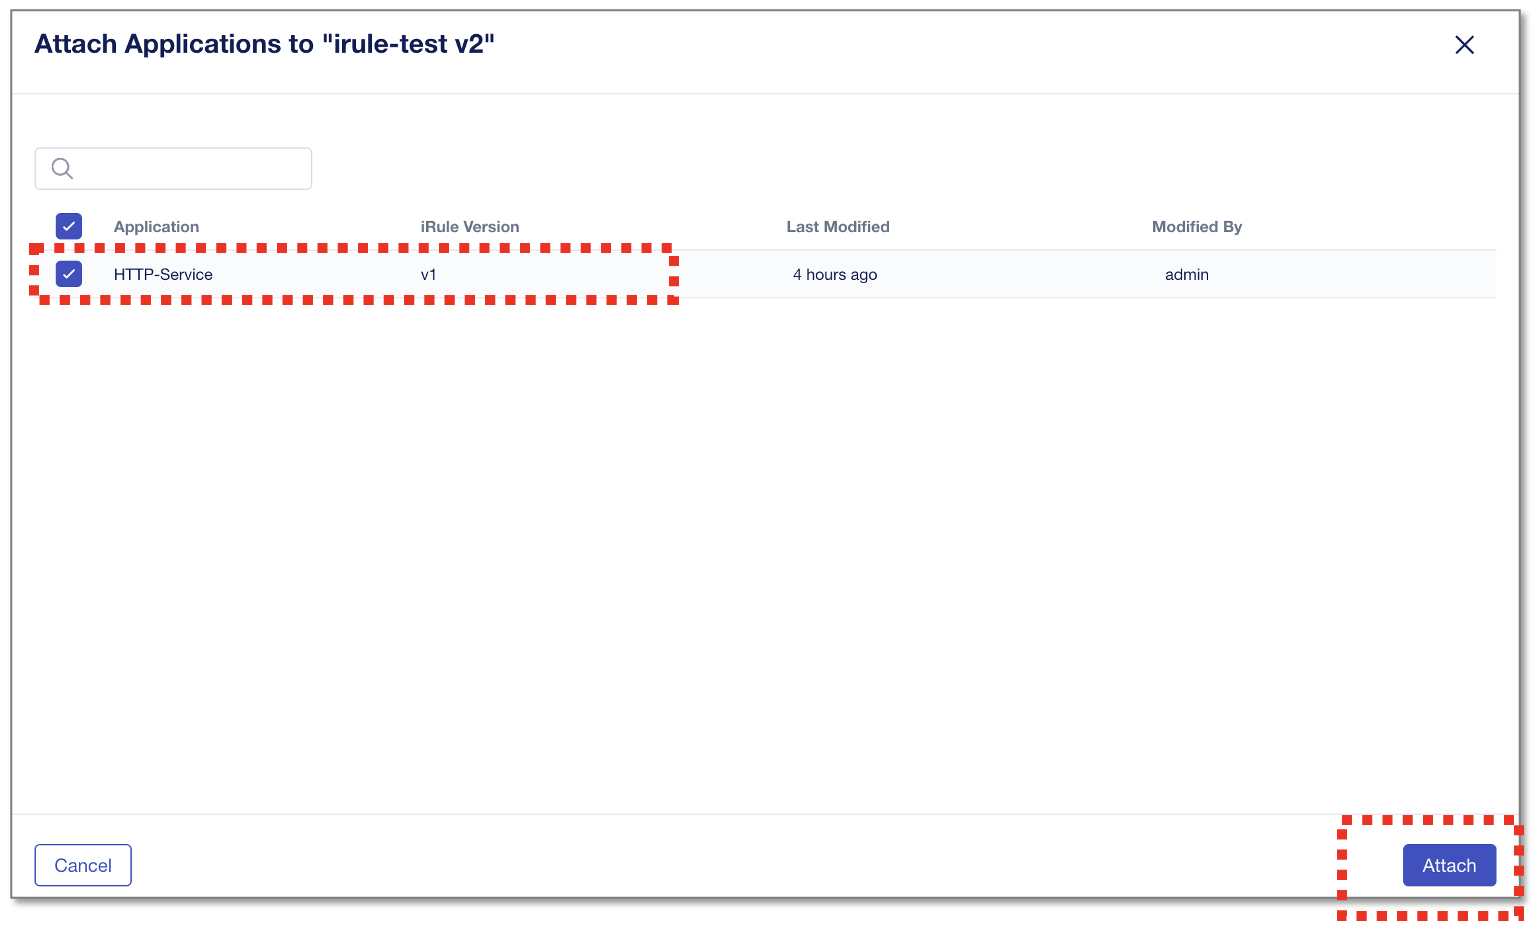 Attach Applications to "irule-test v2"
Application iRule Version Last Modified Modified By
HTTP-Service v1 4 hours ago admin
Cancel Attach